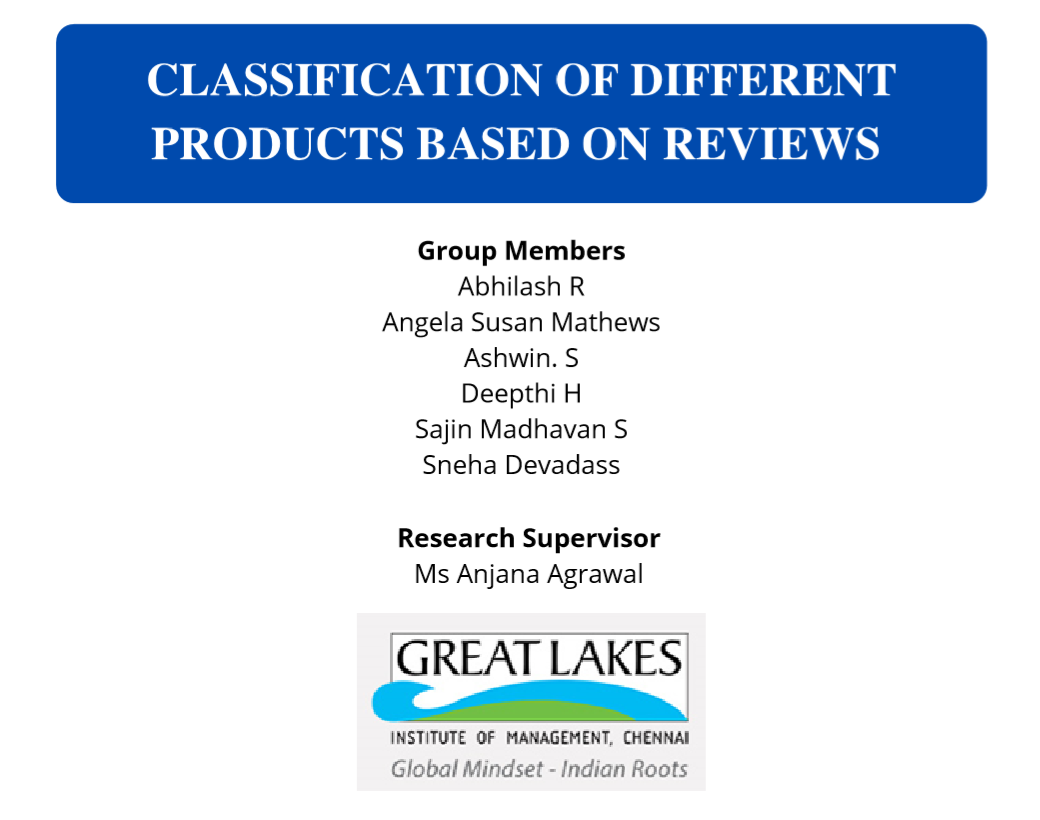 CLASSIFICATION OF DIFFERENT
PRODUCTS BASED ON REVIEWS
Group Members
Abhilash R
Angela Susan Mathews
Ashwin. S
Deepthi H
Sajin Madhavan S
Sneha Devadass
Research Supervisor
Ms Anjana Agrawal
GREAT LAKES
INSTITUTE OF MANAGEMENT, CHENNAI
Global Mindset - Indian Roots